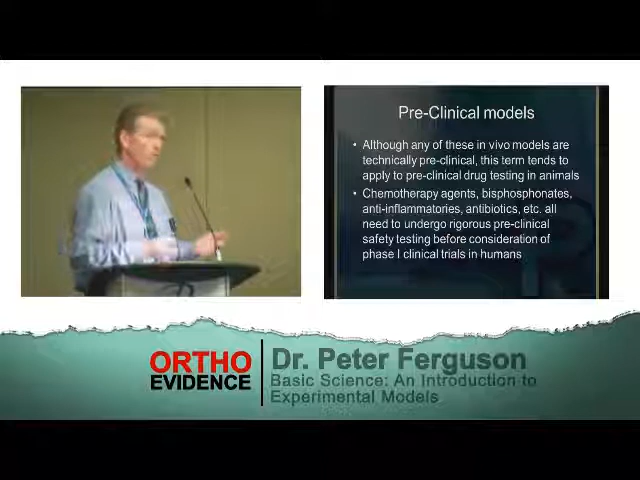 Pre-Clinical models
• Although any of these in vivo models are
technically pre-clinical, this term tends to
apply to pre-clinical drug testing in animals
• Chemotherapy agents, bisphosphonates,
anti-inflammatories, antibiotics, etc. all
need to undergo rigorous pre-clinical
safety testing before consideration of
phase I clinical trials in humans
ORTHO
EVIDENCE
Dr. Peter Ferguson
Basic Science: An Introduction to
Experimental Models